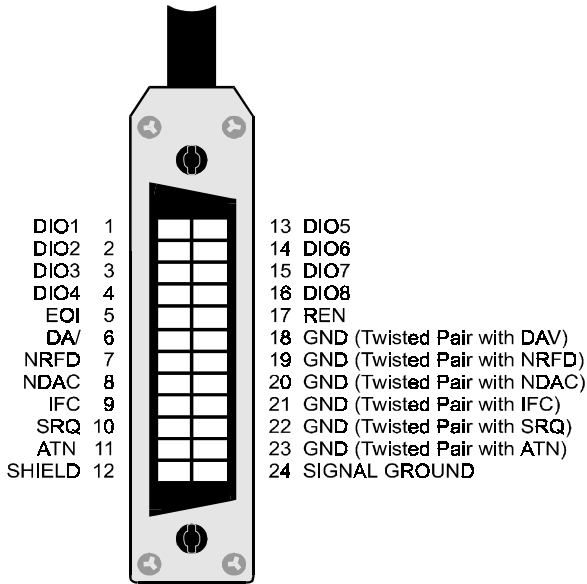 DIO1 1
DIO2 2
DIO3 3
DIO4 4
EOI 5
DA/ 6
NRFD 7
NDAC 8
IFC 9
SRQ 10
ATN 11
SHIELD 12
13 DIO5
14 DIO6
15 DIO7
16 DIO8
17 REN
18 GND (Twisted Pair with DAV)
19 GND (Twisted Pair with NRFD)
20 GND (Twisted Pair with NDAC)
21 GND (Twisted Pair with IFC)
22 GND (Twisted Pair with SRQ)
23 GND (Twisted Pair with ATN)
24 SIGNAL GROUND